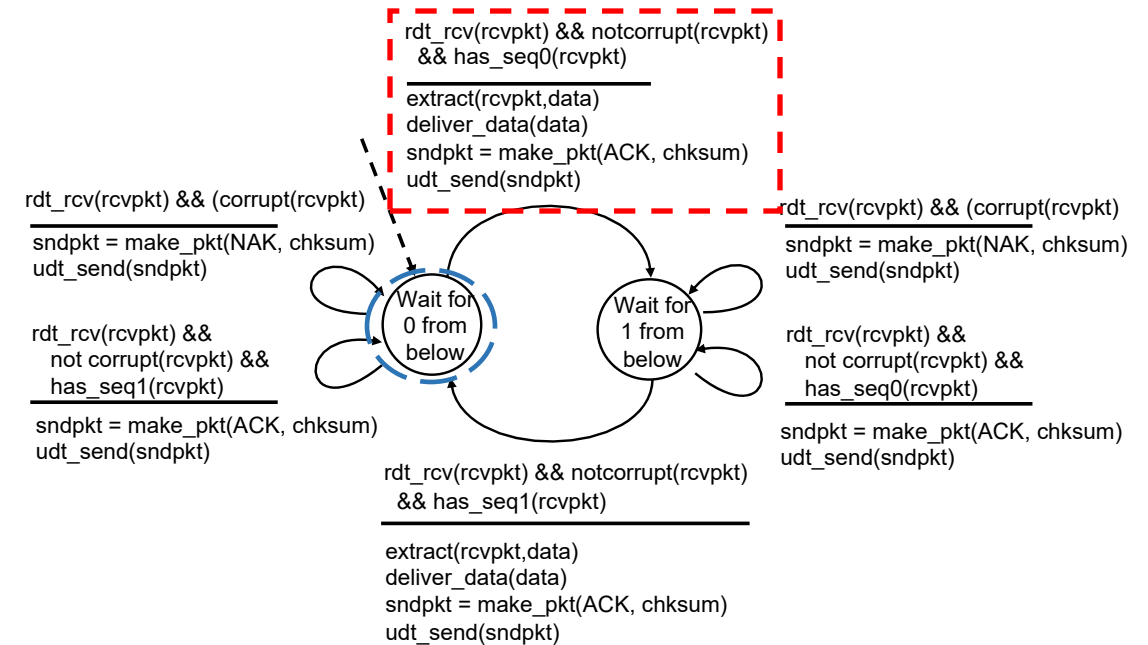 rdt_rcv(rcvpkt) && notcorrupt(rcvpkt)
&& has_seq0(rcvpkt)
extract(rcvpkt,data)
deliver_data(data)
sndpkt = make_pkt(ACK, chksum)
udt_send(sndpkt)
rdt_rcv(rcvpkt) && (corrupt(rcvpkt)
sndpkt = make_pkt(NAK, chksum)
udt_send(sndpkt)
rdt_rcv(rcvpkt) &&
not corrupt(rcvpkt) &&
has_seq1(rcvpkt)
sndpkt = make_pkt(ACK, chksum)
udt_send(sndpkt)
Wait for
0 from
below
Wait for
1 from
below
rdt_rcv(rcvpkt) && (corrupt(rcvpkt)
sndpkt = make_pkt(NAK, chksum)
udt_send(sndpkt)
rdt_rcv(rcvpkt) &&
not corrupt(rcvpkt) &&
has_seq0(rcvpkt)
sndpkt = make_pkt(ACK, chksum)
udt_send(sndpkt)
rdt_rcv(rcvpkt) && notcorrupt(rcvpkt)
&& has_seq1(rcvpkt)
extract(rcvpkt,data)
deliver_data(data)
sndpkt = make_pkt(ACK, chksum)
udt_send(sndpkt)